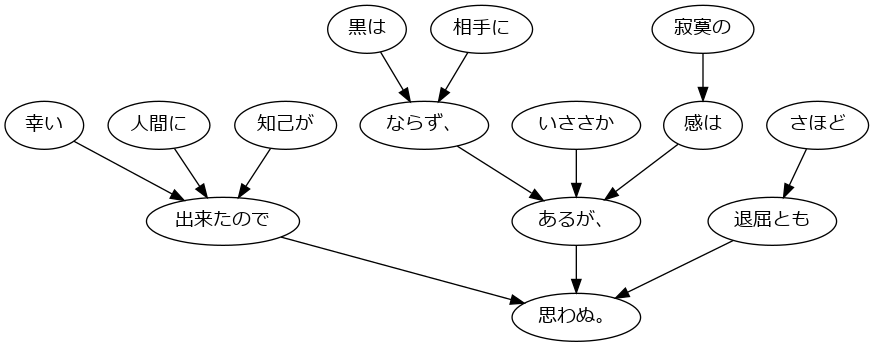 黒は
相手に
寂寞の
幸い
人間に
知己が
ならず、
いささか
感は
さほど
出来たので
あるが、
退屈とも
思わぬ。